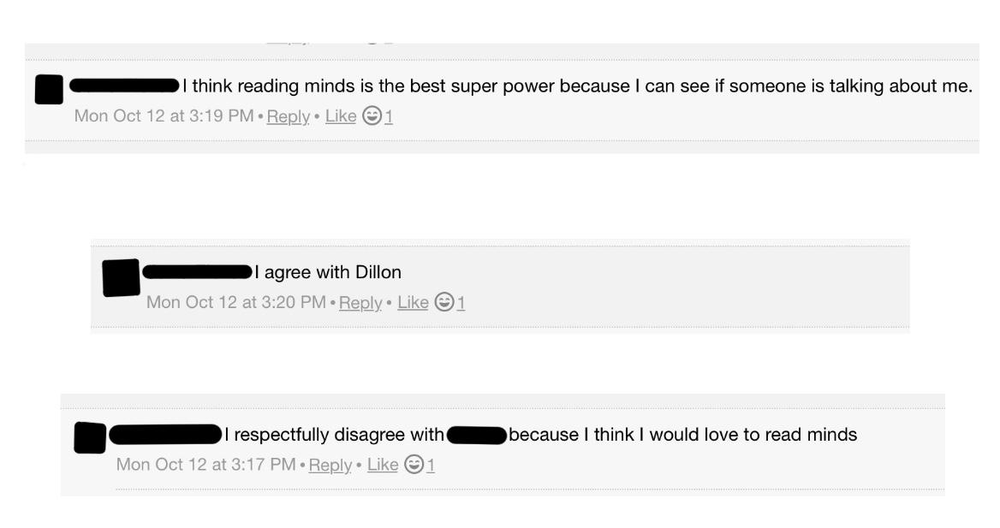 I think reading minds is the best super power because I can see if someone is talking about me.
Mon Oct 12 at 3:19 PM • Reply • Like 1
I agree with Dillon
Mon Oct 12 at 3:20 PM • Reply • Like 1
I respectfully disagree with because I think I would love to read minds
Mon Oct 12 at 3:17 PM • Reply • Like 1